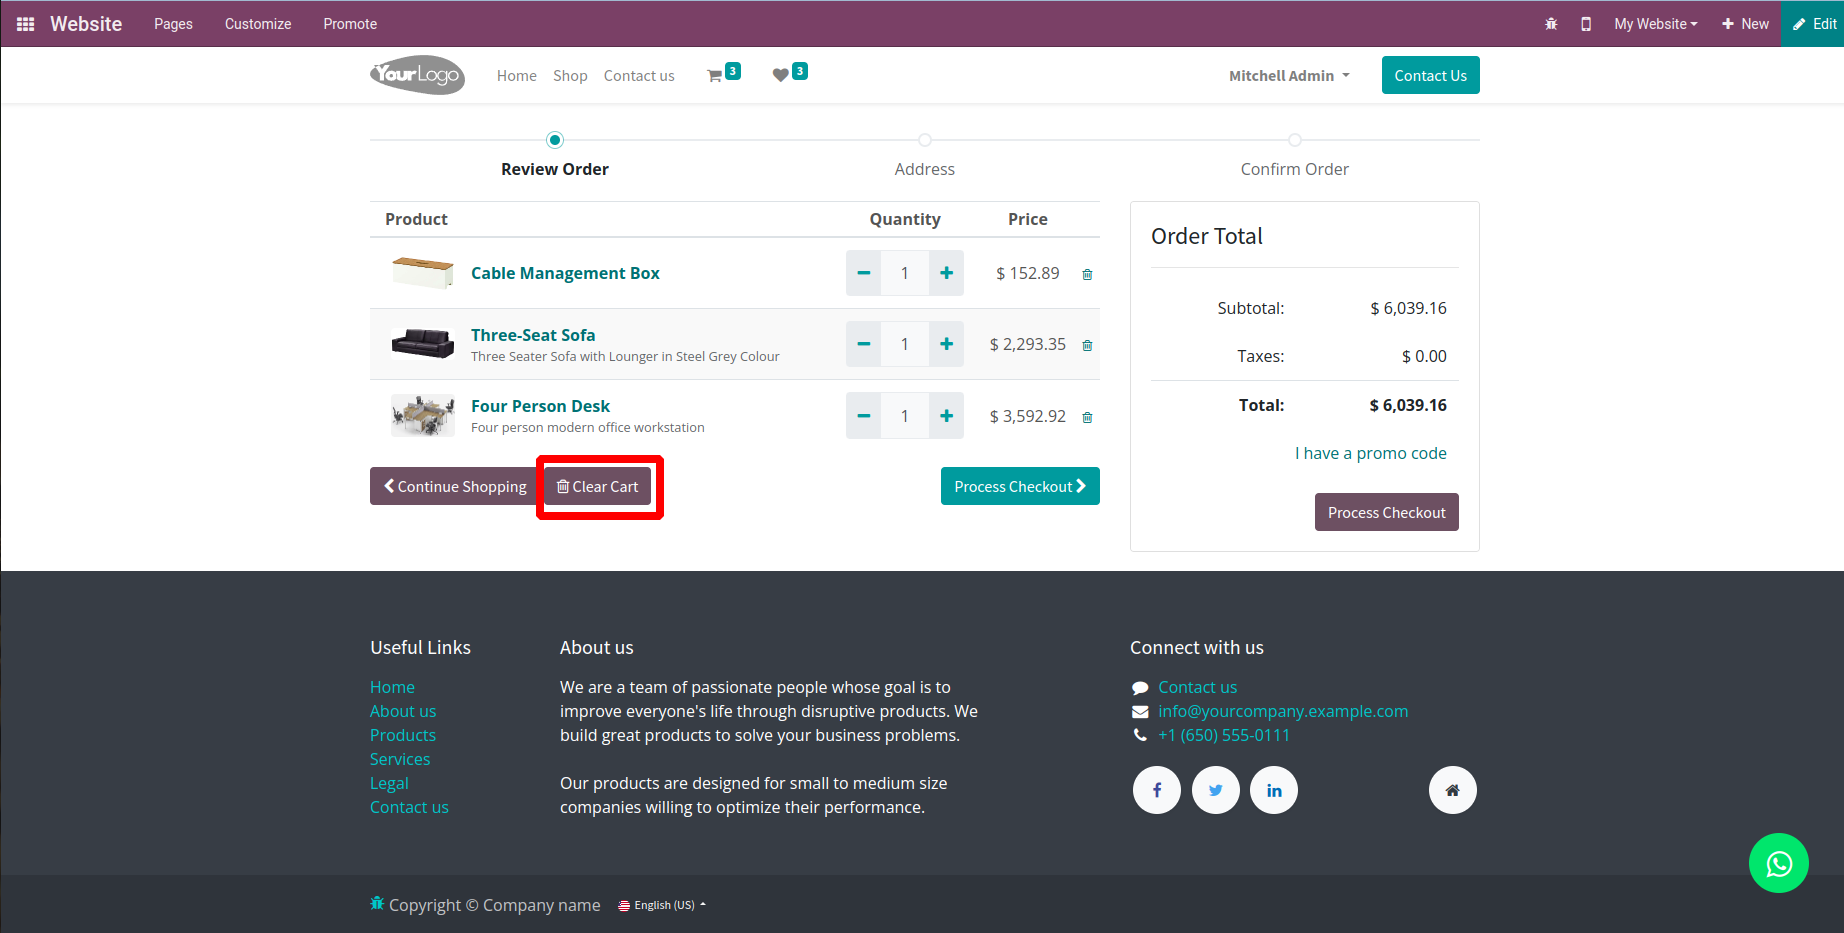 Website Pages Customize Promote My Website + New Edit
YourLogo Home Shop Contact us 3 3 Mitchell Admin Contact Us
Review Order Address Confirm Order
Product Quantity Price
Cable Management Box 1 $ 152.89
Three-Seat Sofa
Three Seater Sofa with Lounger in Steel Grey Colour
1 $ 2,293.35
Four Person Desk
Four person modern office workstation
1 $ 3,592.92
Continue Shopping Clear Cart Process Checkout
Order Total
Subtotal: $ 6,039.16
Taxes: $ 0.00
Total: $ 6,039.16
I have a promo code
Process Checkout
Useful Links
Home
About us
Products
Services
Legal
Contact us
About us
We are a team of passionate people whose goal is to
improve everyone's life through disruptive products. We
build great products to solve your business problems.
Our products are designed for small to medium size
companies willing to optimize their performance.
Connect with us
Contact us
info@yourcompany.example.com
+1 (650) 555-0111
Copyright © Company name English (US)